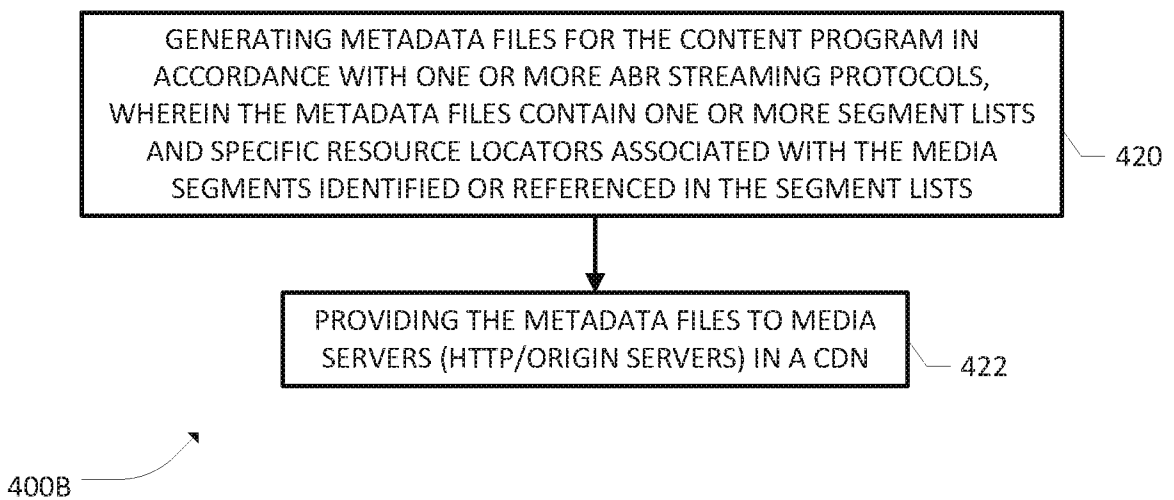 GENERATING METADATA FILES FOR THE CONTENT PROGRAM IN
ACCORDANCE WITH ONE OR MORE ABR STREAMING PROTOCOLS,
WHEREIN THE METADATA FILES CONTAIN ONE OR MORE SEGMENT LISTS
AND SPECIFIC RESOURCE LOCATORS ASSOCIATED WITH THE MEDIA
SEGMENTS IDENTIFIED OR REFERENCED IN THE SEGMENT LISTS
420
PROVIDING THE METADATA FILES TO MEDIA
SERVERS (HTTP/ORIGIN SERVERS) IN A CDN
422
400B